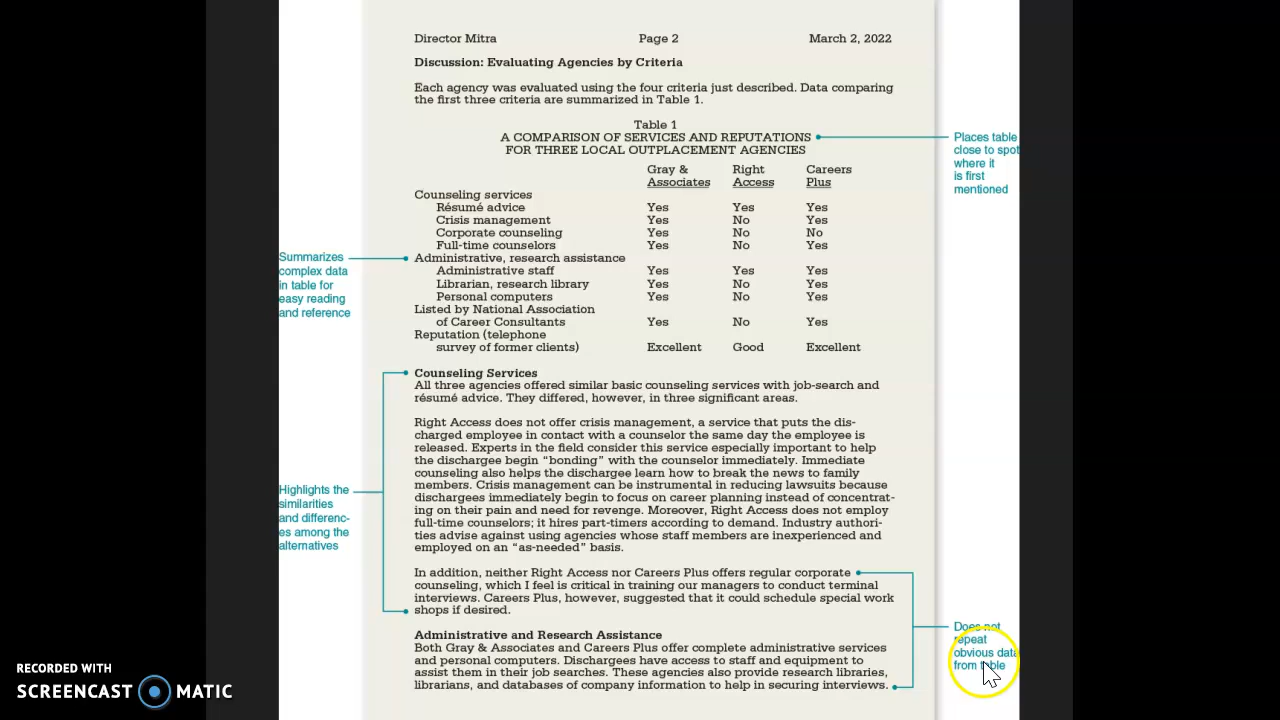 Director Mitra Page 2 March 2, 2022
Discussion: Evaluating Agencies by Criteria
Each agency was evaluated using the four criteria just described. Data comparing
the first three criteria are summarized in Table 1.
Table 1
A COMPARISON OF SERVICES AND REPUTATIONS
FOR THREE LOCAL OUTPLACEMENT AGENCIES
Gray & Right Careers
Associates Access Plus
Counseling services
Résumé advice Yes Yes Yes
Crisis management Yes No Yes
Corporate counseling Yes No No
Full-time counselors Yes No Yes
Administrative, research assistance
Administrative staff Yes Yes Yes
Librarian, research library Yes No Yes
Personal computers Yes No Yes
Listed by National Association
of Career Consultants Yes No Yes
Reputation (telephone
survey of former clients) Excellent Good Excellent
Places table
close to spot
where it
is first
mentioned
Summarizes
complex data
in table for
easy reading
and reference
Counseling Services
All three agencies offered similar basic counseling services with job-search and
résumé advice. They differed, however, in three significant areas.
Right Access does not offer crisis management, a service that puts the dis-
charged employee in contact with a counselor the same day the employee is
released. Experts in the field consider this service especially important to help
the dischargee begin “bonding” with the counselor immediately. Immediate
counseling also helps the dischargee learn how to break the news to family
members. Crisis management can be instrumental in reducing lawsuits because
dischargees immediately begin to focus on career planning instead of concentrat-
ing on their pain and need for revenge. Moreover, Right Access does not employ
full-time counselors; it hires part-timers according to demand. Industry authori-
ties advise against using agencies whose staff members are inexperienced and
employed on an “as-needed” basis.
Highlights the
similarities
and differenc-
es among the
alternatives
In addition, neither Right Access nor Careers Plus offers regular corporate
counseling, which I feel is critical in training our managers to conduct terminal
interviews. Careers Plus, however, suggested that it could schedule special work
shops if desired.
Administrative and Research Assistance
Both Gray & Associates and Careers Plus offer complete administrative services
and personal computers. Dischargees have access to staff and equipment to
assist them in their job searches. These agencies also provide research libraries,
librarians, and databases of company information to help in securing interviews.
Does not
repeat
obvious data
from table
RECORDED WITH
SCREENCAST MATIC